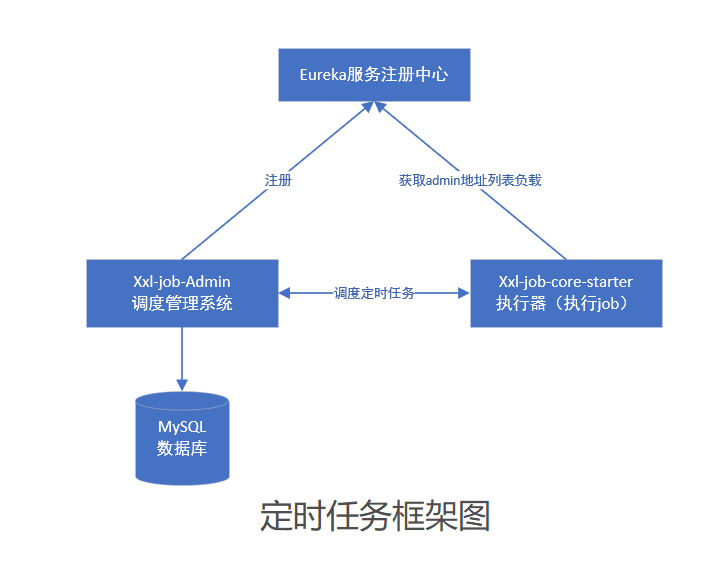 Eureka服务注册中心
注册
获取admin地址列表负载
Xxl-job-Admin
调度管理系统
调度定时任务
Xxl-job-core-starter
执行器（执行job）
MySQL
数据库
定时任务框架图